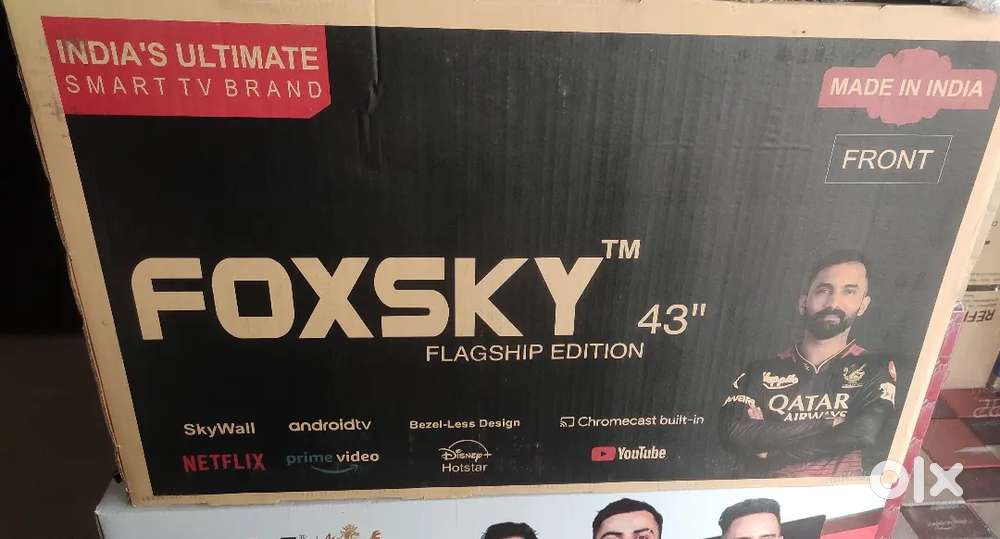 INDIA'S ULTIMATE
SMART TV BRAND
MADE IN INDIA
FRONT
FOXSKY™
43"
FLAGSHIP EDITION
SkyWall
androidtv
Bezel-Less Design
Chromecast built-in
NETFLIX
prime video
Disney+
Hotstar
YouTube
QATAR
AIRWAYS
olx